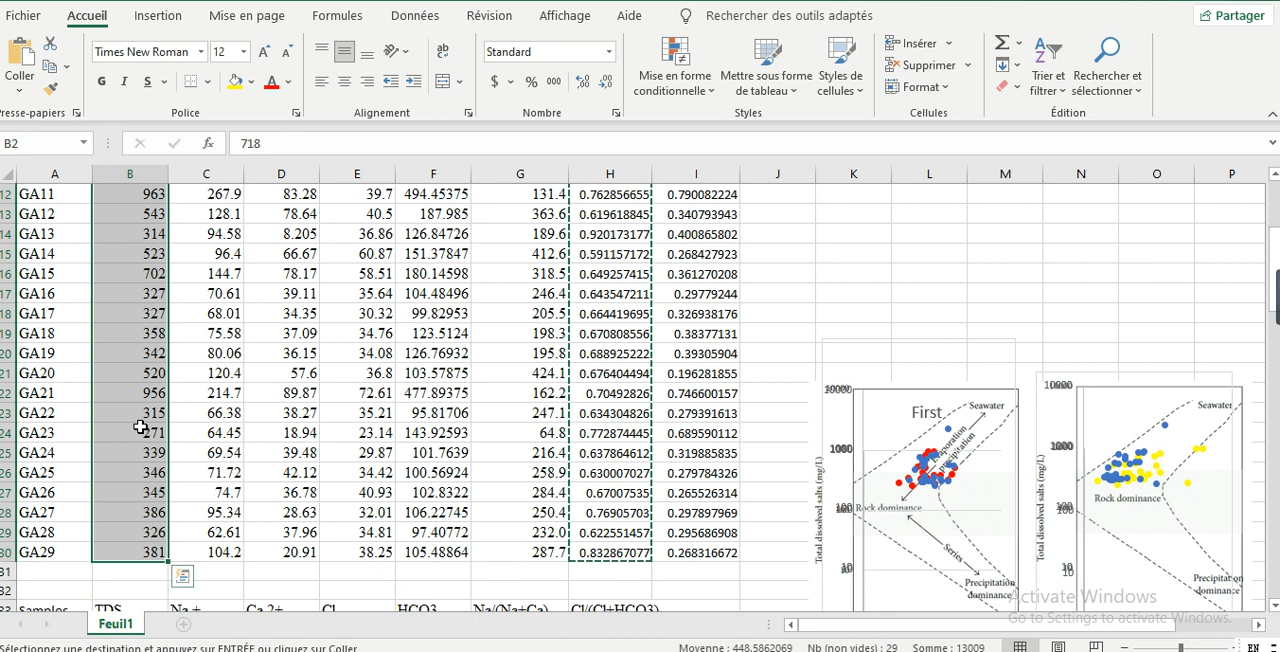 Fichier Accueil Insertion Mise en page Formules Données Révision Affichage Aide Rechercher des outils adaptés Partager
Coller
Times New Roman 12
G I S
Standard
$ % 000
Mise en forme conditionnelle
Mettre sous forme de tableau
Styles de cellules
Insérer
Supprimer
Format
Trier et filtrer
Rechercher et sélectionner
Presse-papiers Police Alignement Nombre Styles Cellules Édition
B2 fx 718
A B C D E F G H I J K L M N O P
12 GA11 963 267.9 83.28 39.7 494.45375 131.4 0.762856655 0.790082224
13 GA12 543 128.1 78.64 40.5 187.985 363.6 0.619618845 0.340793943
14 GA13 314 94.58 8.205 36.86 126.84726 189.6 0.920173177 0.400855802
15 GA14 523 96.4 66.67 60.87 151.37847 412.6 0.591157172 0.268427923
16 GA15 702 144.7 78.17 58.51 180.14598 318.5 0.649257415 0.361270208
17 GA16 327 70.61 39.11 35.64 104.48496 246.4 0.643547211 0.29779244
18 GA17 327 68.01 34.35 30.32 99.82953 205.5 0.664419695 0.326938176
19 GA18 358 75.58 37.09 34.76 123.5124 198.3 0.670808556 0.38377131
20 GA19 342 80.06 36.15 34.08 126.76932 195.8 0.688925222 0.39305904
21 GA20 520 120.4 57.6 36.8 103.57875 424.1 0.676404494 0.196281855
22 GA21 956 214.7 89.87 72.61 477.89375 162.2 0.70492826 0.746600157
23 GA22 315 66.38 38.27 35.21 95.81706 247.1 0.634304826 0.279391613
24 GA23 271 64.45 18.94 23.14 143.92593 64.8 0.772874445 0.689590112
25 GA24 339 69.54 39.48 29.87 101.7639 216.4 0.637864612 0.319885835
26 GA25 346 71.72 42.12 34.42 100.56924 258.9 0.630007027 0.279784326
27 GA26 345 74.7 36.78 40.93 102.8322 284.4 0.67007535 0.265526314
28 GA27 386 95.34 28.63 32.01 106.22745 250.4 0.76905703 0.297897969
29 GA28 326 62.61 37.96 34.81 97.40772 232.0 0.622551457 0.295686908
30 GA29 381 104.2 20.91 38.25 105.48864 287.7 0.832867077 0.268316672
31
32
33 Samples TDS Na + Ca 2+ Cl HCO3 Na/(Na+Ca) Cl/(Cl+HCO3)
10000
1000
100
10
Total dissolved salts (mg/L)
First
Seawater
Evaporation
precipitation
Rock dominance
Series
Precipitation
dominance
10000
1000
100
10
Total dissolved salts (mg/L)
Seawater
Rock dominance
Precipitation
dominance
Activate Windows
Go to Settings to activate Windows.
Feuil1
Sélectionnez une destination et appuyez sur ENTRÉE ou cliquez sur Coller Moyenne : 448.5862069 Nb (non vides) : 29 Somme : 13009 EN